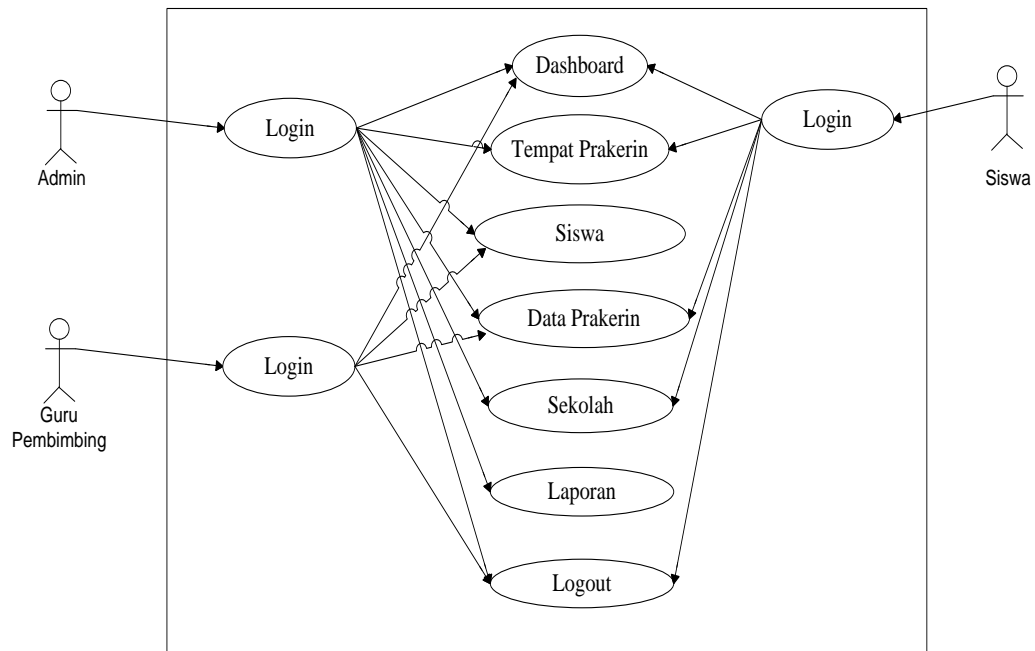 Dashboard
Login
Login
Tempat Prakerin
Admin
Siswa
Siswa
Data Prakerin
Login
Guru
Pembimbing
Sekolah
Laporan
Logout